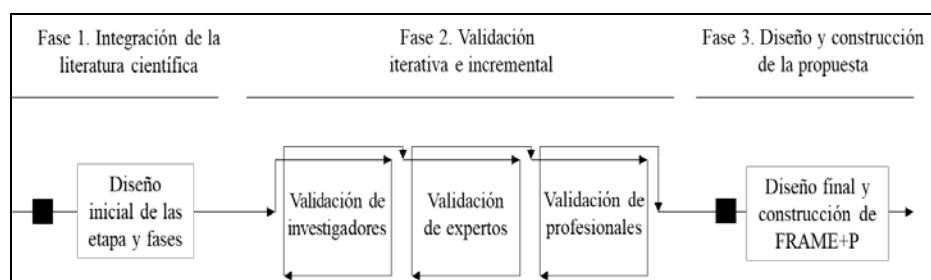 Fase 1. Integración de la
literatura científica
Fase 2. Validación
iterativa e incremental
Fase 3. Diseño y construcción
de la propuesta
Diseño
inicial de las
etapa y fases
Validación de
investigadores
Validación
de expertos
Validación de
profesionales
Diseño final y
construcción de
FRAME+P